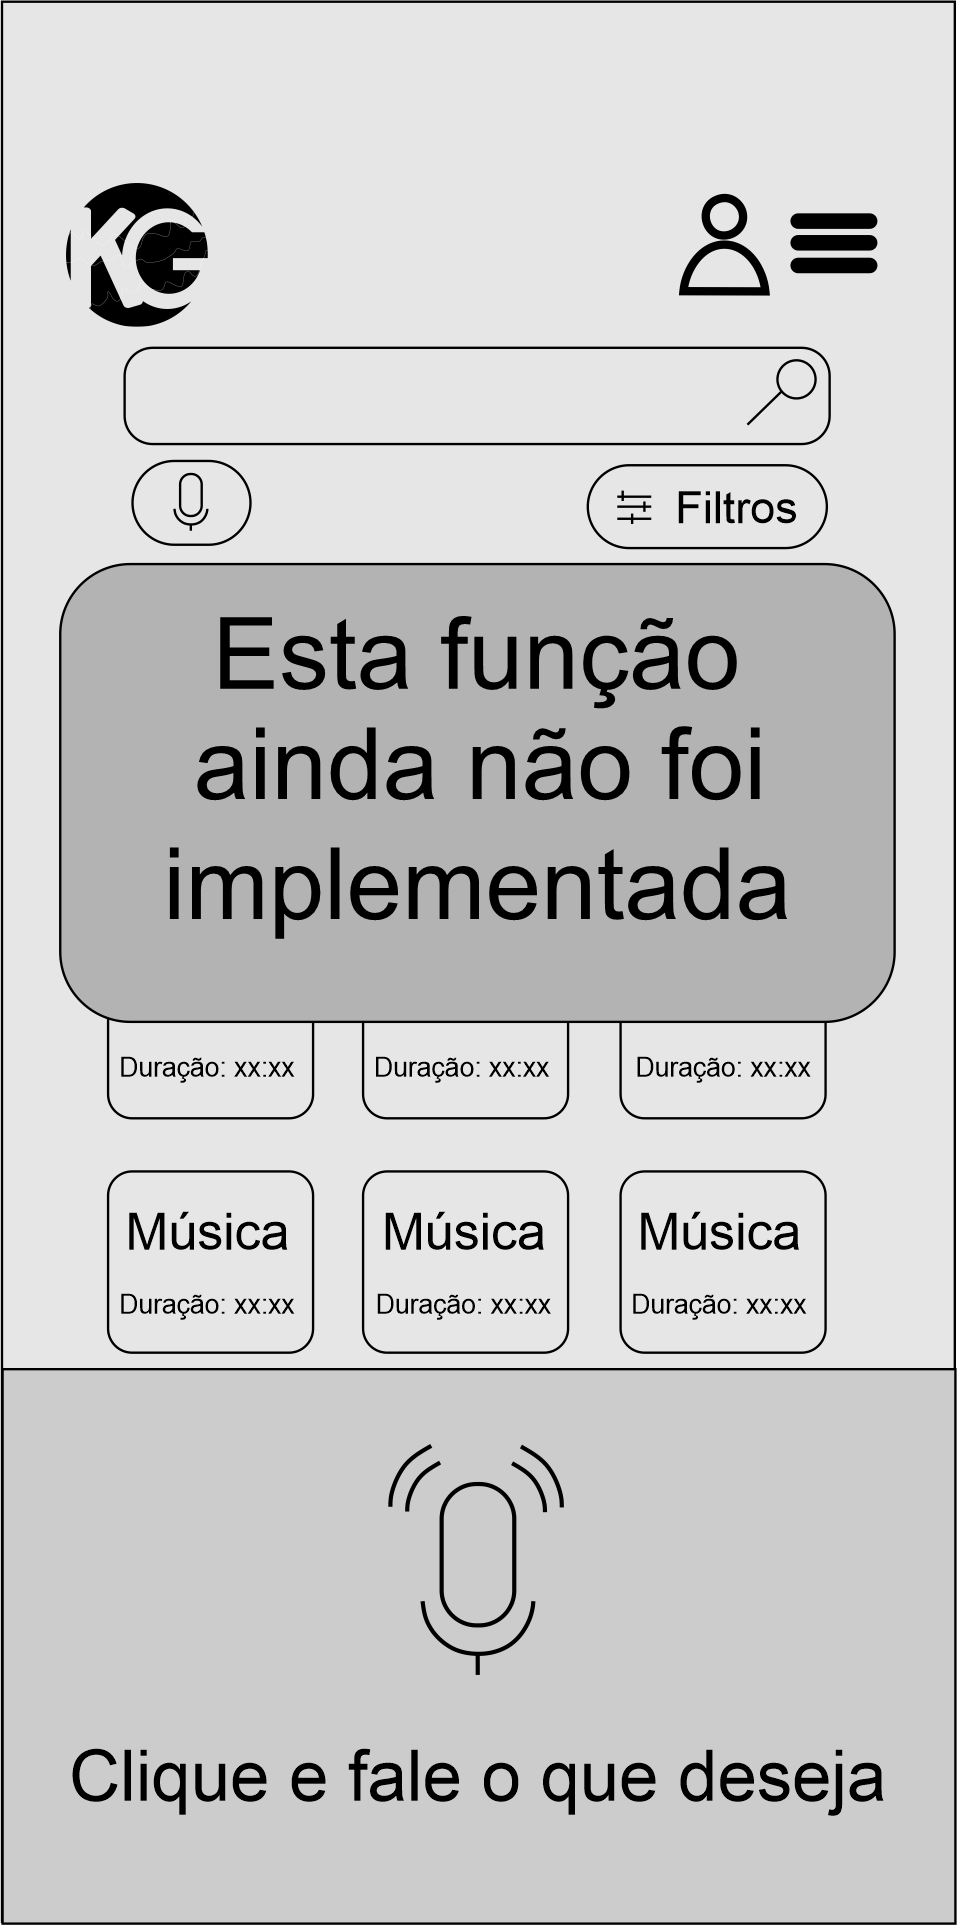 KG
Filtros
Esta função
ainda não foi
implementada
Duração: xx:xx Duração: xx:xx Duração: xx:xx
Música Música Música
Duração: xx:xx Duração: xx:xx Duração: xx:xx
Clique e fale o que deseja